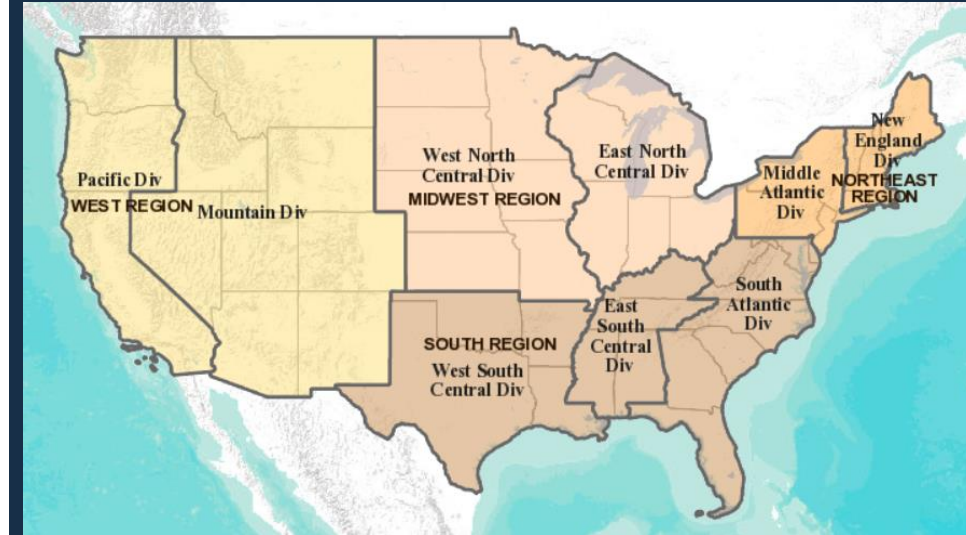 Pacific Div
WEST REGION
Mountain Div
West North
Central Div
MIDWEST REGION
East North
Central Div
New
England
Div
Middle
Atlantic
Div
NORTHEAST
REGION
South
Atlantic
Div
East
South
Central
Div
SOUTH REGION
West South
Central Div